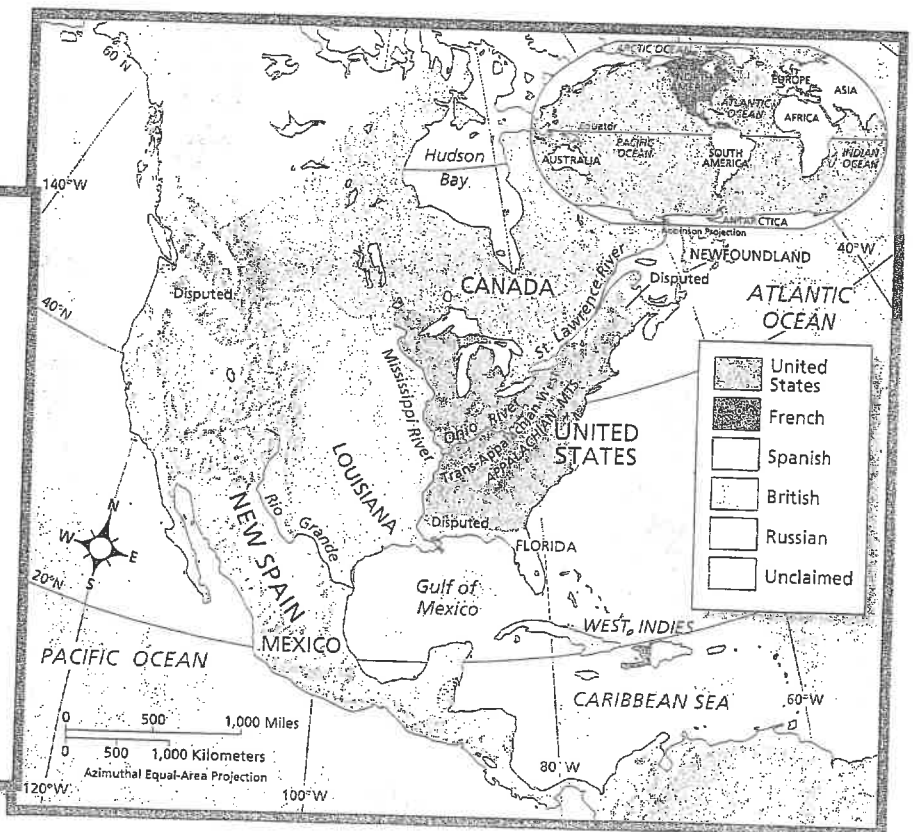 60 N
140°W
40°N
20°N
120°W
100°W
80 W
60°W
40°W
ARCTIC OCEAN
NORTH AMERICA
EUROPE
ASIA
ATLANTIC OCEAN
AFRICA
Equator
PACIFIC OCEAN
AUSTRALIA
SOUTH AMERICA
INDIAN OCEAN
ANTARCTICA
Robinson Projection
Hudson
Bay
CANADA
St. Lawrence River
NEWFOUNDLAND
Disputed
ATLANTIC
OCEAN
Disputed
Mississippi River
Ohio River
Trans-Appalachian
APPALACHIAN MTS.
UNITED
STATES
LOUISIANA
Rio Grande
NEW SPAIN
Disputed
FLORIDA
Gulf of
Mexico
MEXICO
WEST INDIES
CARIBBEAN SEA
PACIFIC OCEAN
N
W
E
S
United
States
French
Spanish
British
Russian
Unclaimed
0 500 1,000 Miles
0 500 1,000 Kilometers
Azimuthal Equal-Area Projection